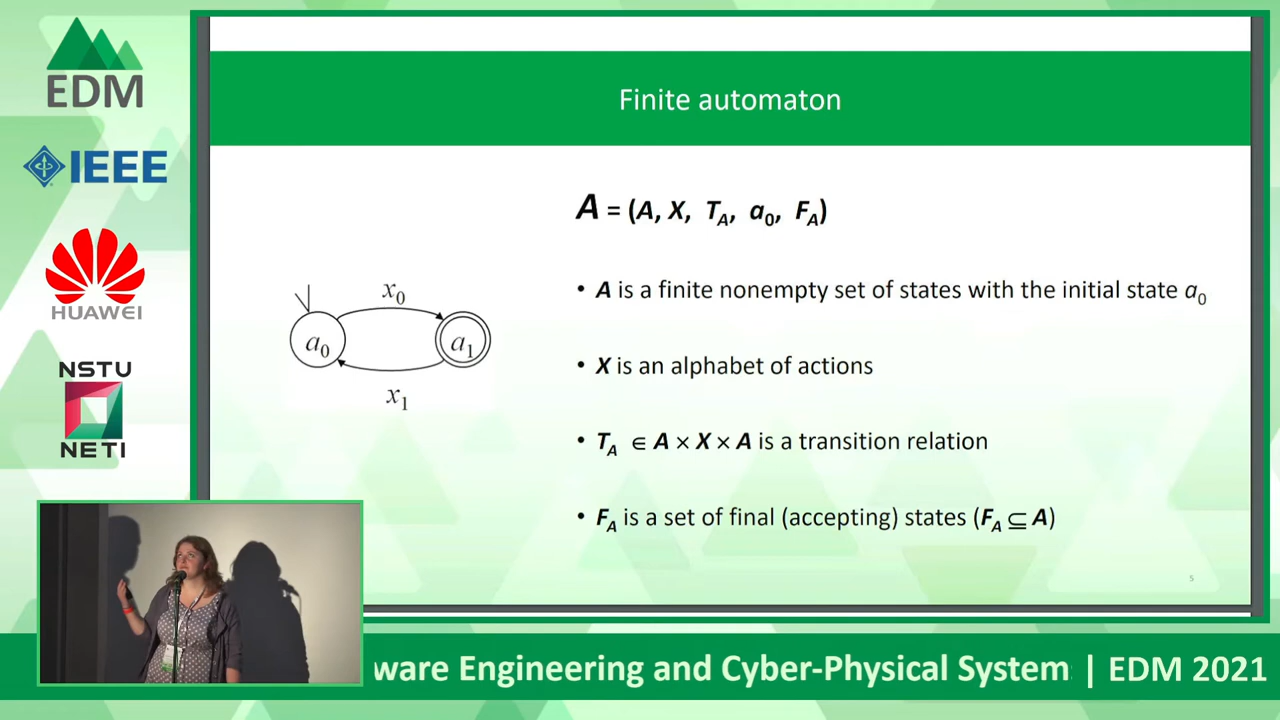 EDM
IEEE
HUAWEI
NSTU
NETI
Finite automaton
A = (A, X, T_A, a_0, F_A)
• A is a finite nonempty set of states with the initial state a_0
• X is an alphabet of actions
• T_A ∈ A × X × A is a transition relation
• F_A is a set of final (accepting) states (F_A ⊆ A)
x_0
a_0
a_1
x_1
5
ware Engineering and Cyber-Physical System | EDM 2021